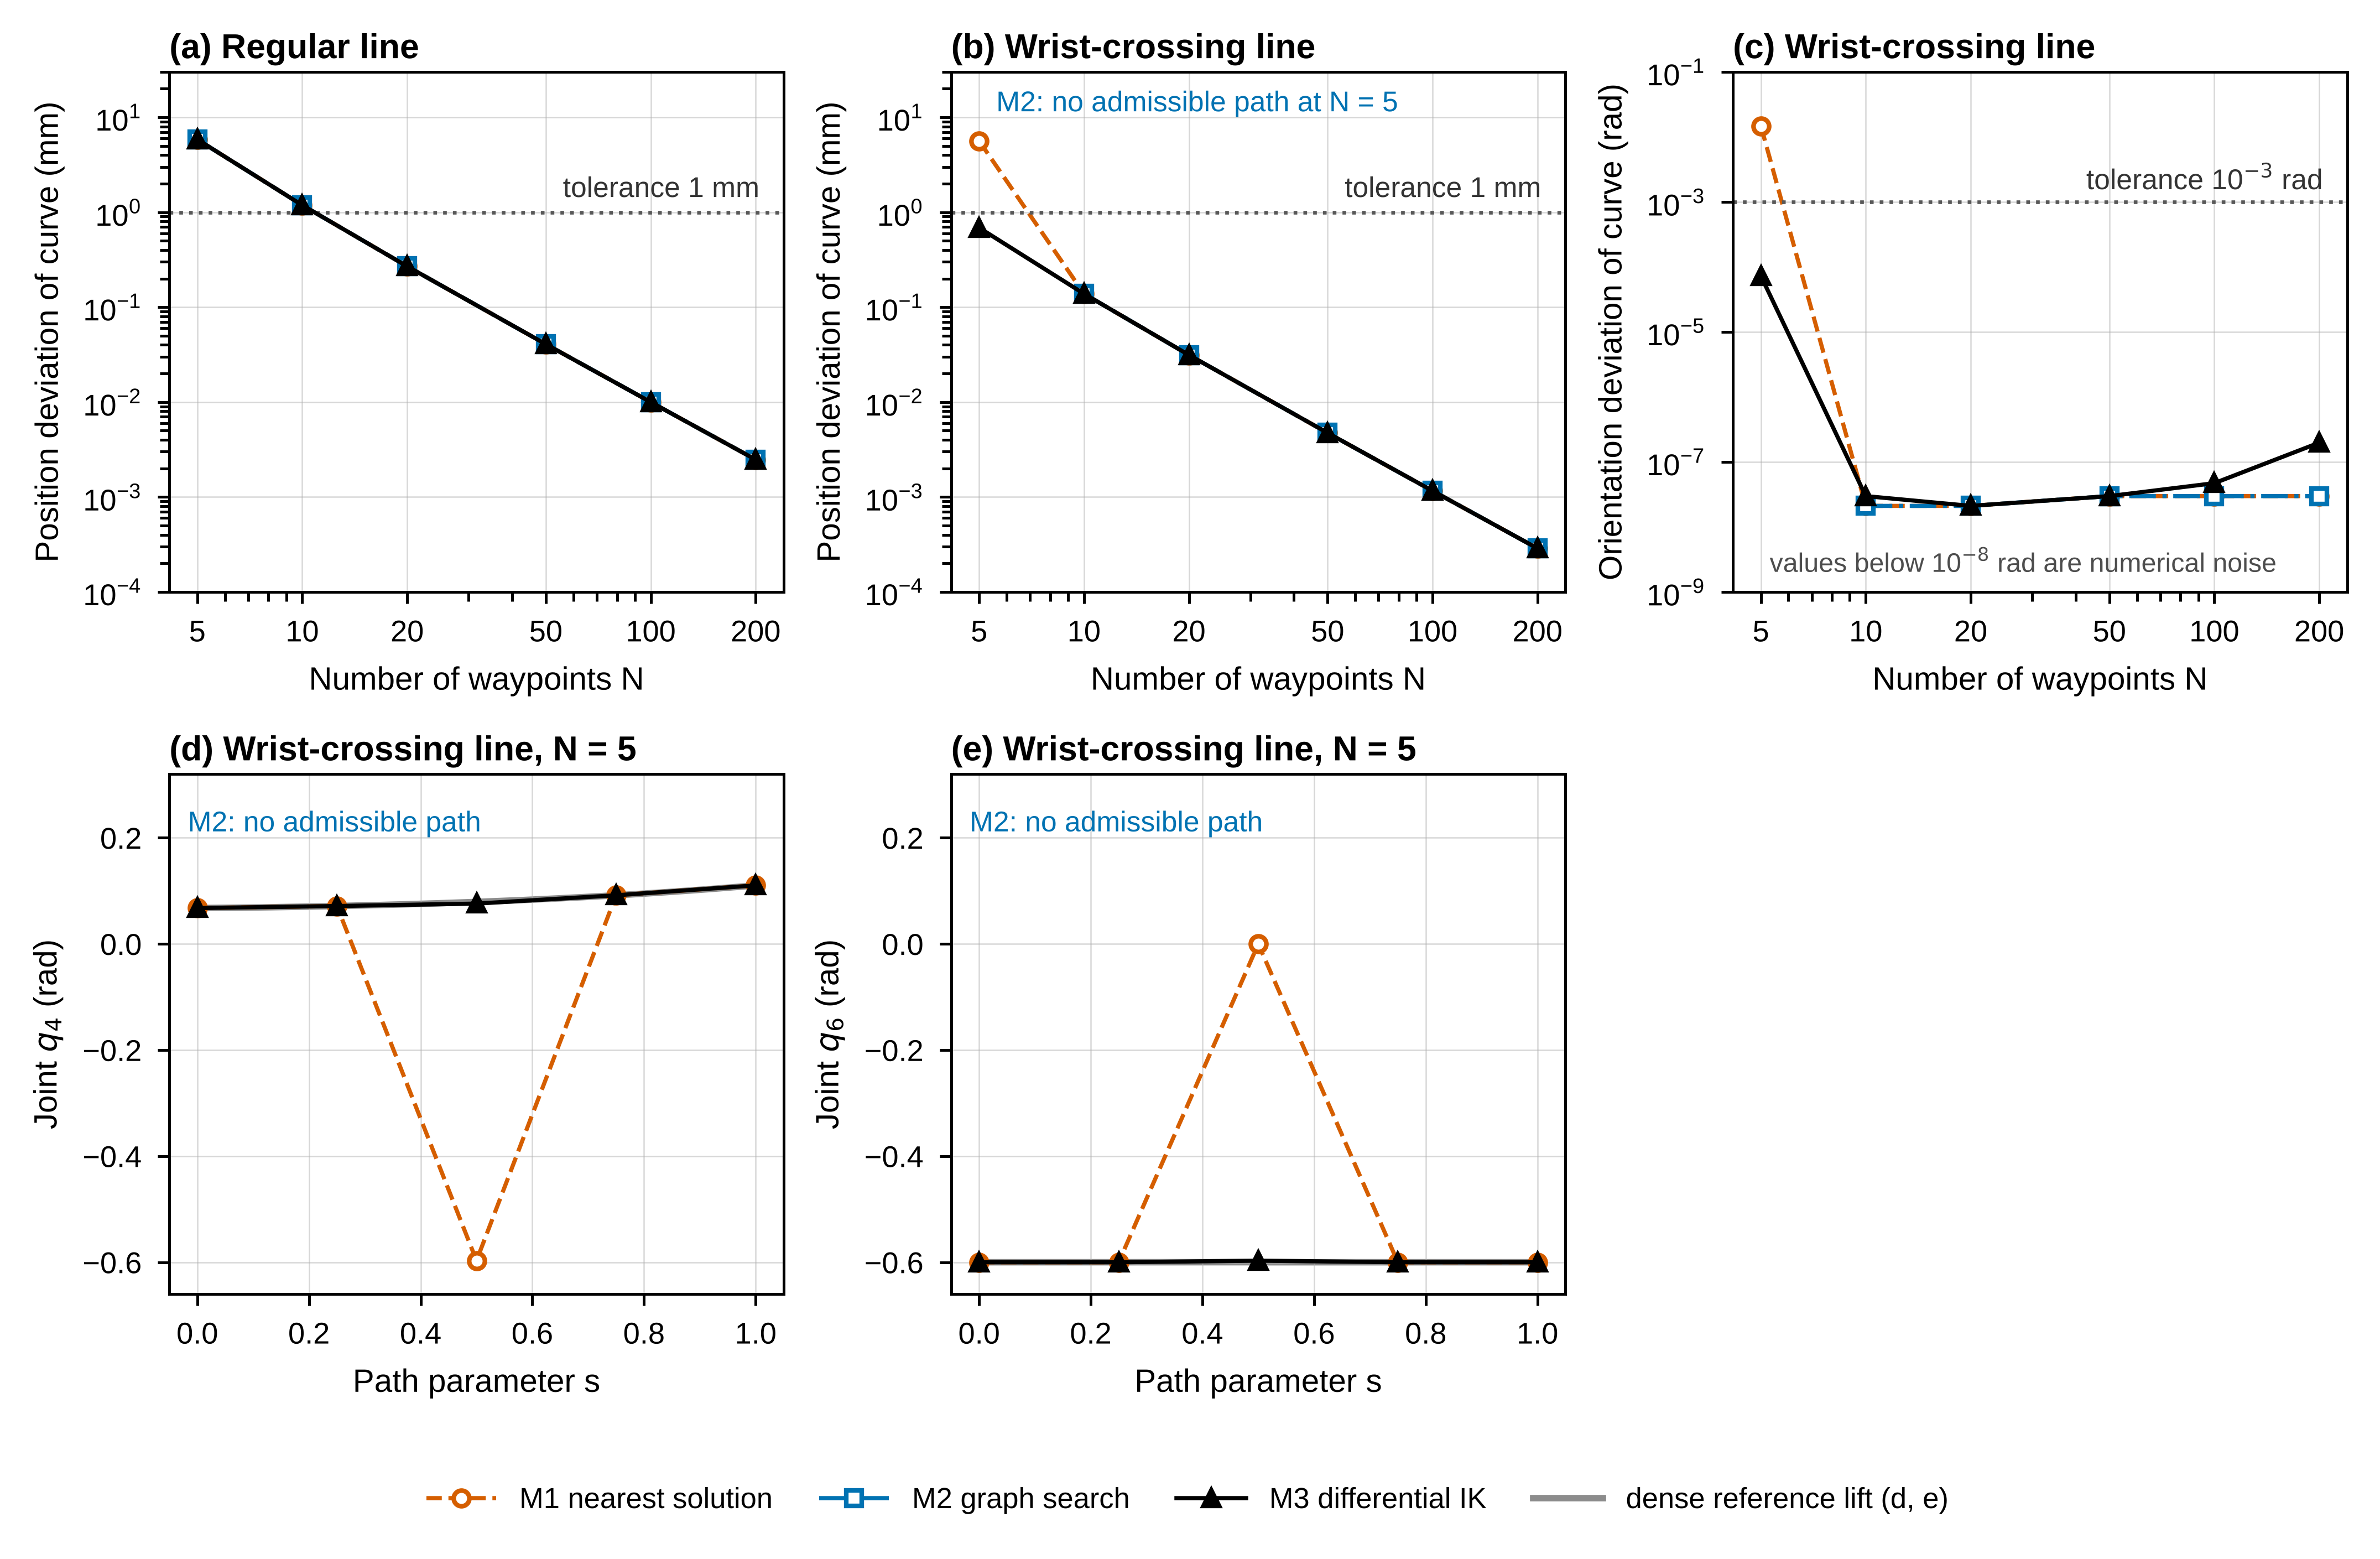 (a) Regular line
Position deviation of curve (mm)
10¹
10⁰
10⁻¹
10⁻²
10⁻³
10⁻⁴
tolerance 1 mm
5 10 20 50 100 200
Number of waypoints N
(b) Wrist-crossing line
Position deviation of curve (mm)
10¹
10⁰
10⁻¹
10⁻²
10⁻³
10⁻⁴
M2: no admissible path at N = 5
tolerance 1 mm
5 10 20 50 100 200
Number of waypoints N
(c) Wrist-crossing line
Orientation deviation of curve (rad)
10⁻¹
10⁻³
10⁻⁵
10⁻⁷
10⁻⁹
tolerance 10⁻³ rad
values below 10⁻⁸ rad are numerical noise
5 10 20 50 100 200
Number of waypoints N
(d) Wrist-crossing line, N = 5
Joint q₄ (rad)
0.2
0.0
−0.2
−0.4
−0.6
M2: no admissible path
0.0 0.2 0.4 0.6 0.8 1.0
Path parameter s
(e) Wrist-crossing line, N = 5
Joint q₆ (rad)
0.2
0.0
−0.2
−0.4
−0.6
M2: no admissible path
0.0 0.2 0.4 0.6 0.8 1.0
Path parameter s
M1 nearest solution
M2 graph search
M3 differential IK
dense reference lift (d, e)